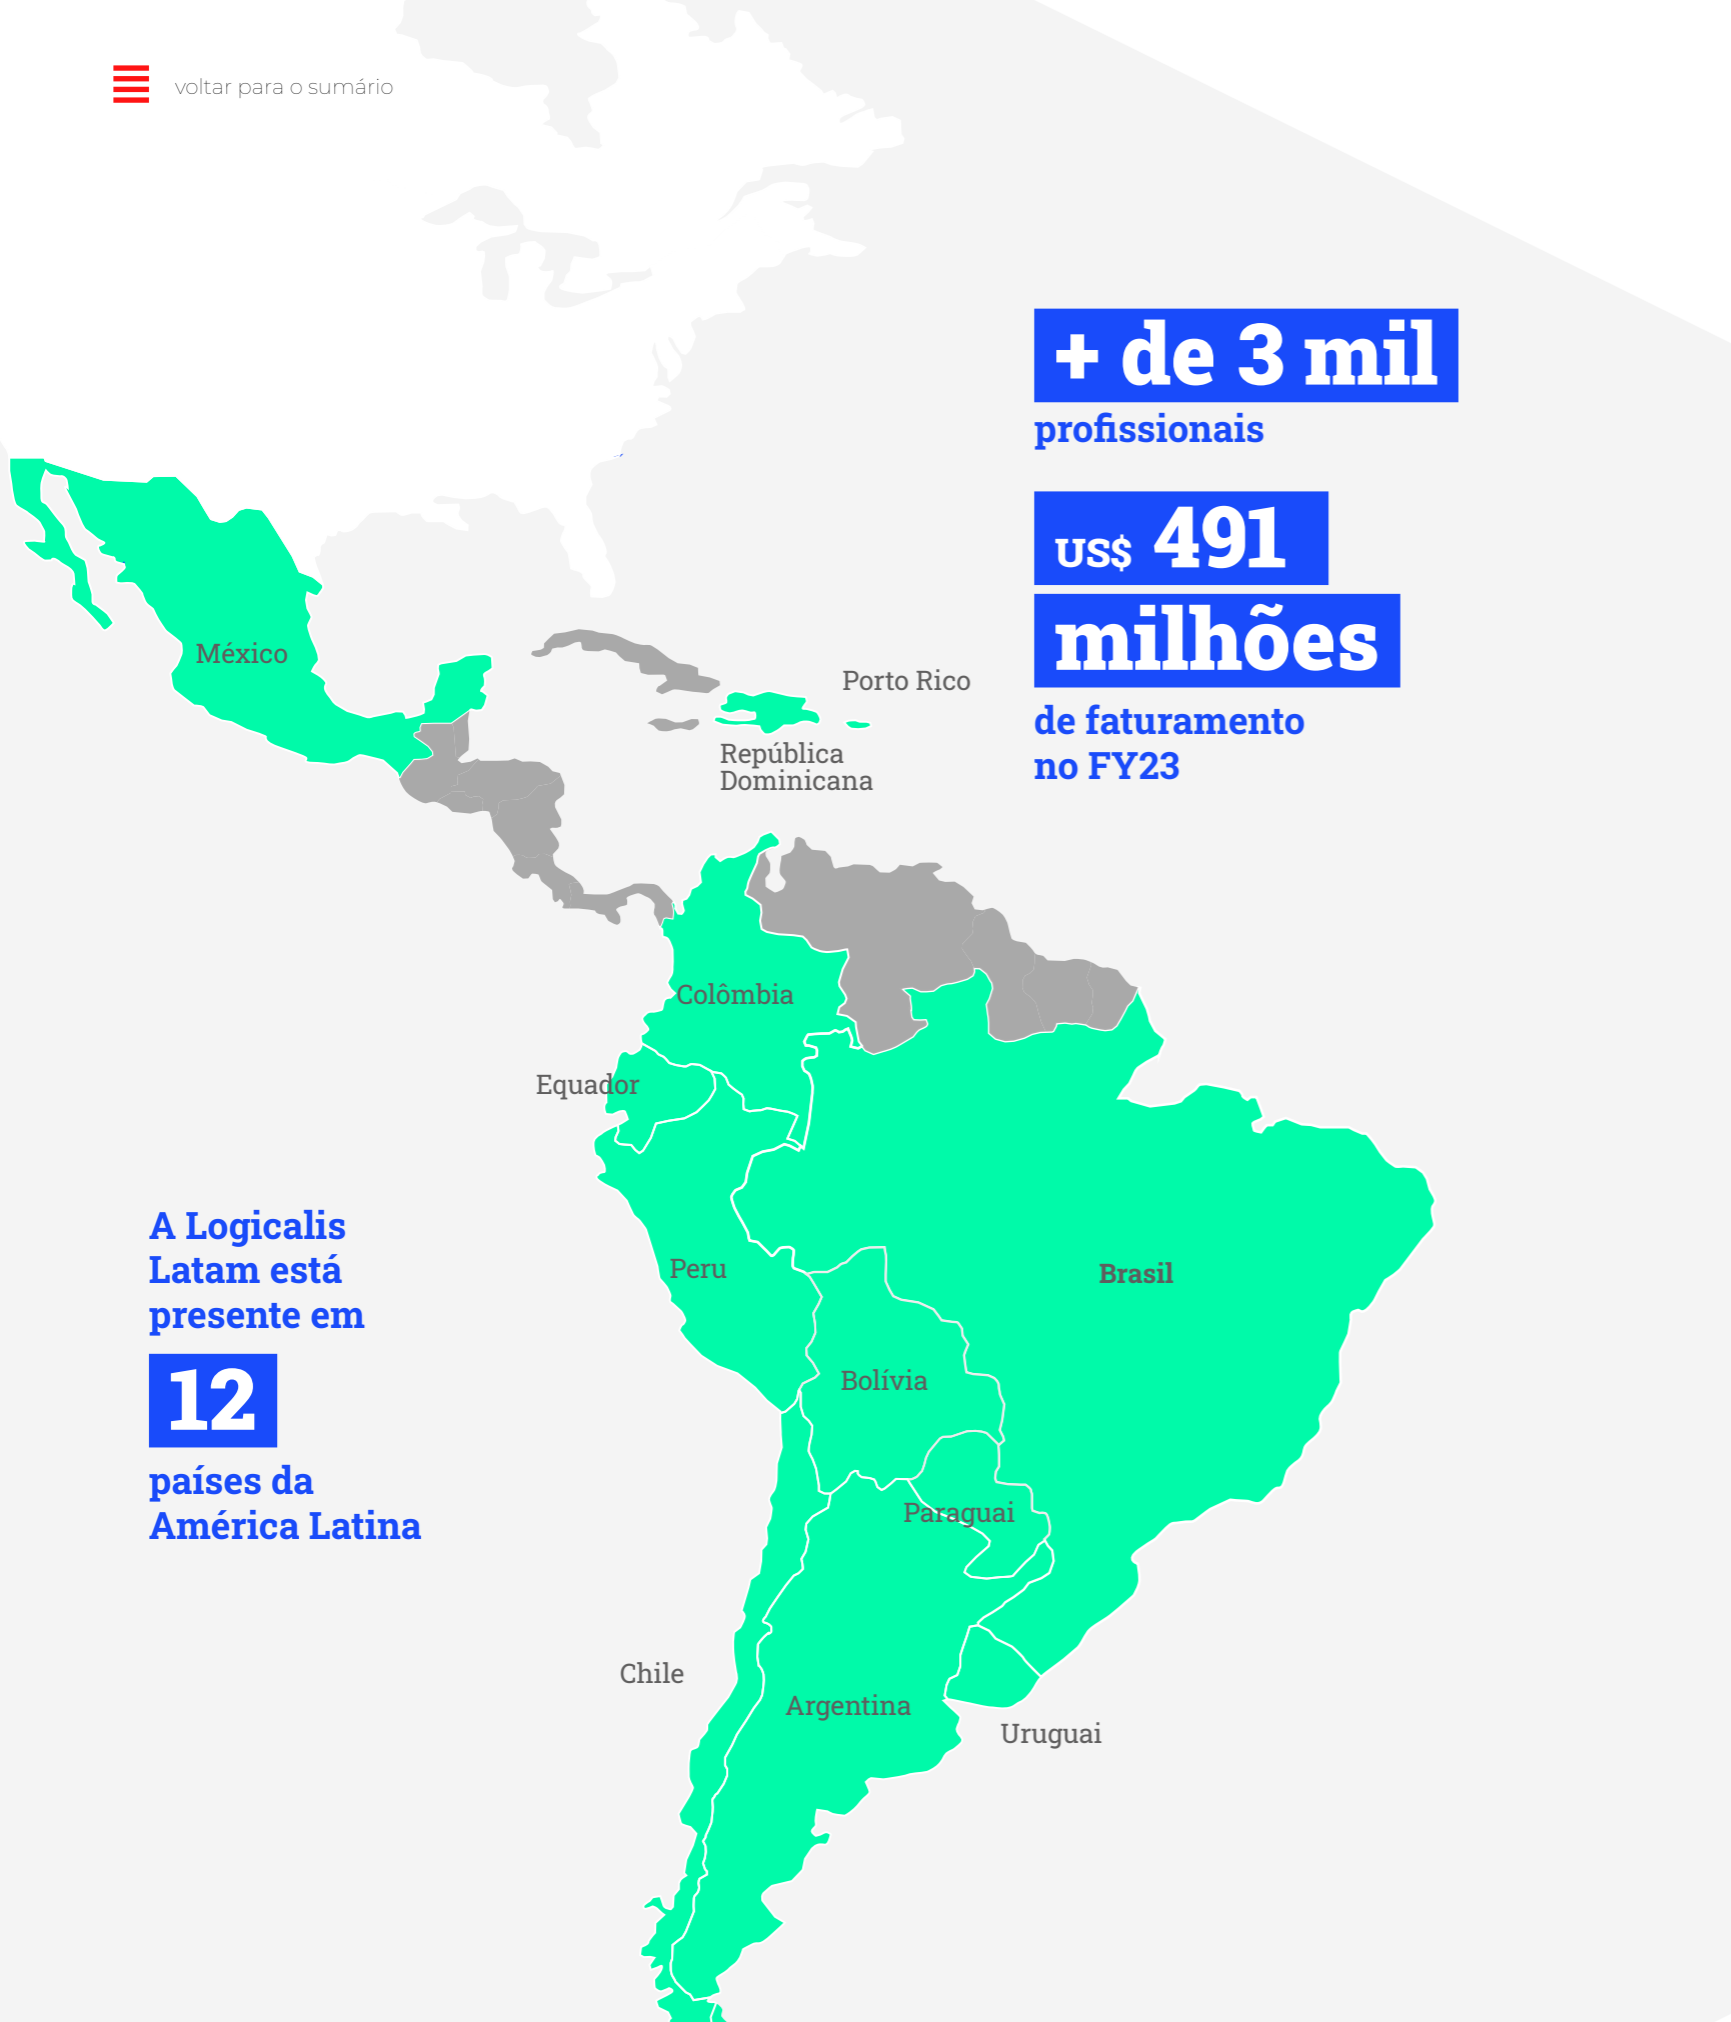 voltar para o sumário
+ de 3 mil
profissionais
US$ 491
milhões
de faturamento
no FY23
México
Porto Rico
República
Dominicana
Colômbia
Equador
Peru
Brasil
Bolívia
Paraguai
Chile
Argentina
Uruguai
A Logicalis
Latam está
presente em
12
países da
América Latina